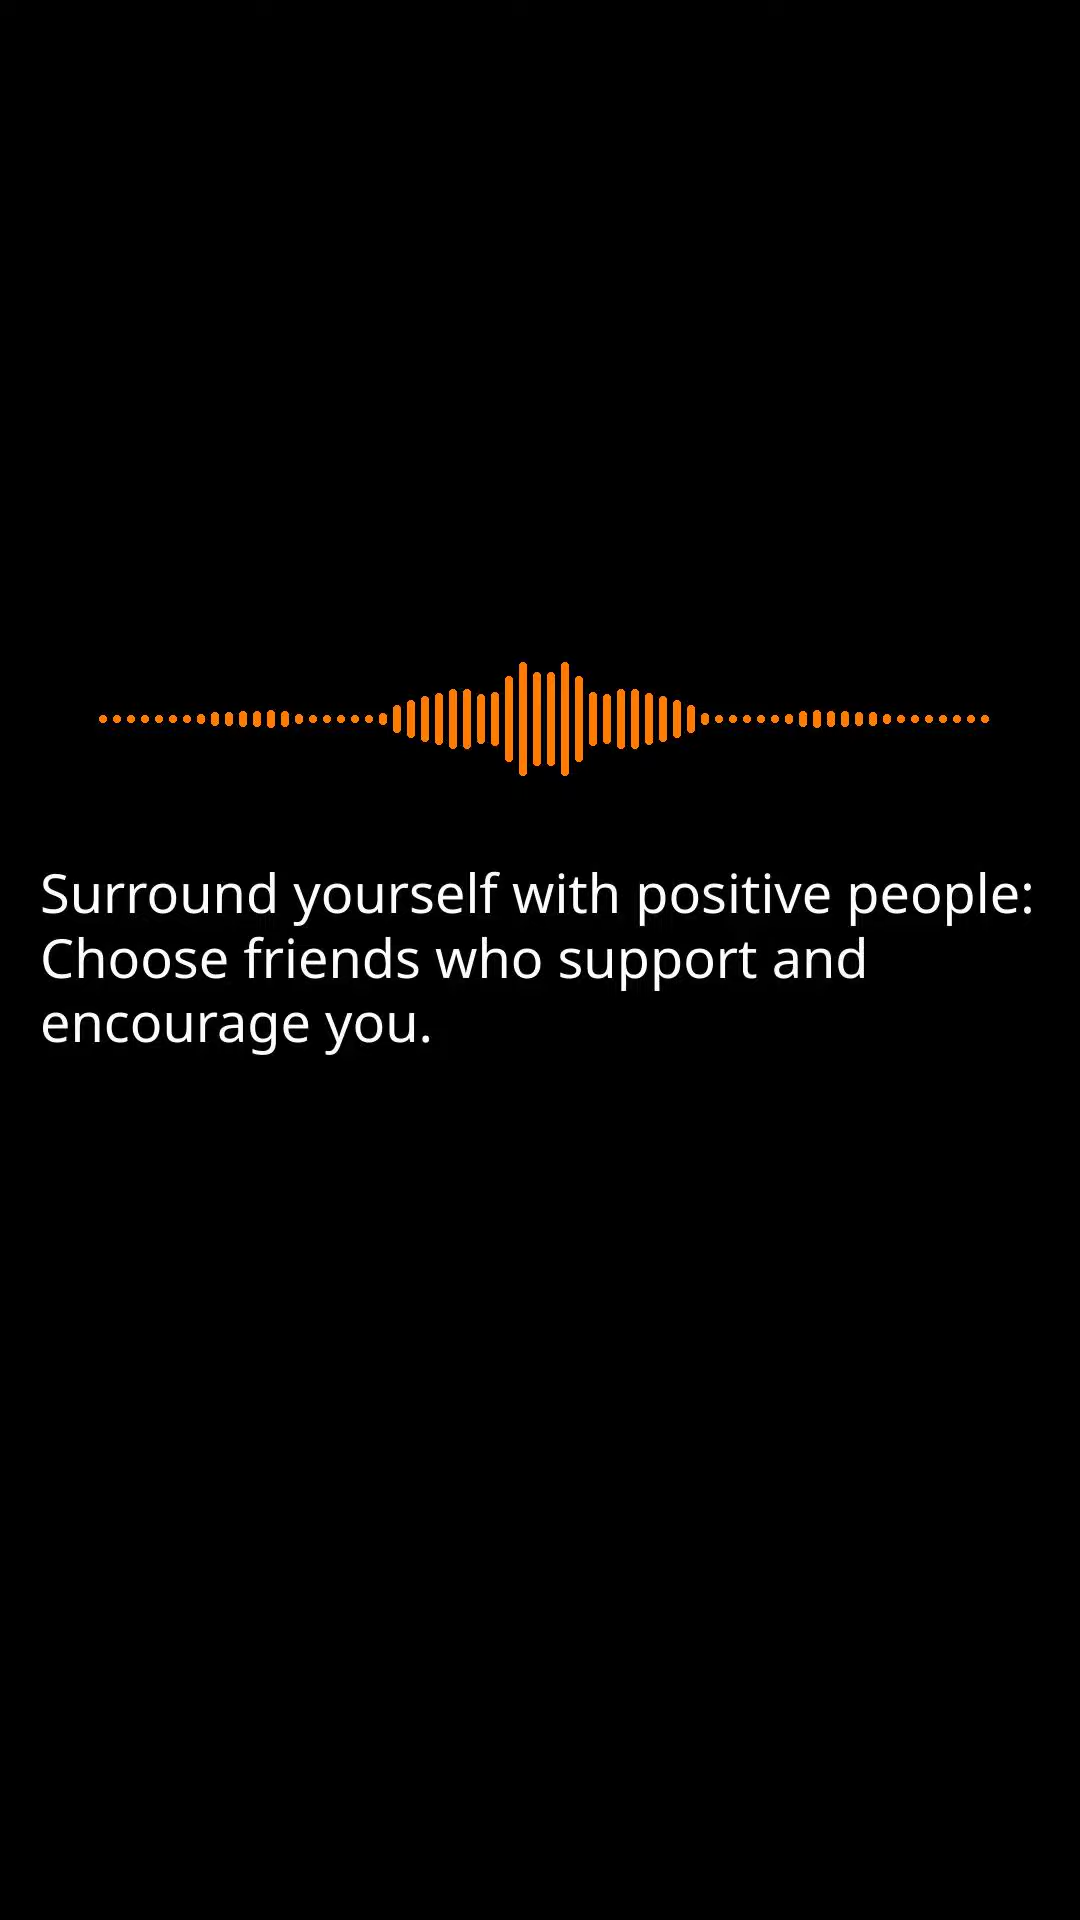 Surround yourself with positive people:
Choose friends who support and
encourage you.